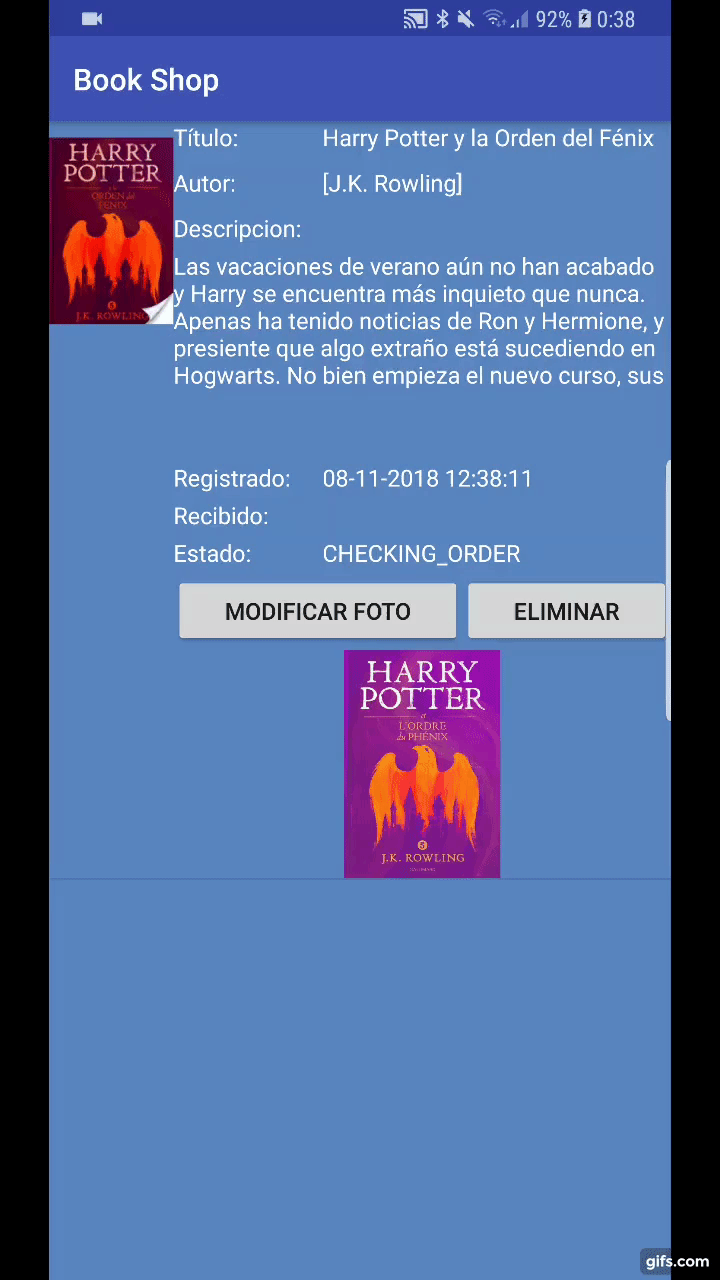 92% 0:38
Book Shop
HARRY
POTTER
ORDEN del
FÉNIX
5
J.K. ROWLING
Título: Harry Potter y la Orden del Fénix
Autor: [J.K. Rowling]
Descripcion:
Las vacaciones de verano aún no han acabado
y Harry se encuentra más inquieto que nunca.
Apenas ha tenido noticias de Ron y Hermione, y
presiente que algo extraño está sucediendo en
Hogwarts. No bien empieza el nuevo curso, sus
Registrado: 08-11-2018 12:38:11
Recibido:
Estado: CHECKING_ORDER
MODIFICAR FOTO ELIMINAR
HARRY
POTTER
et
L'ORDRE
du PHÉNIX
5
J.K. ROWLING
gifs.com